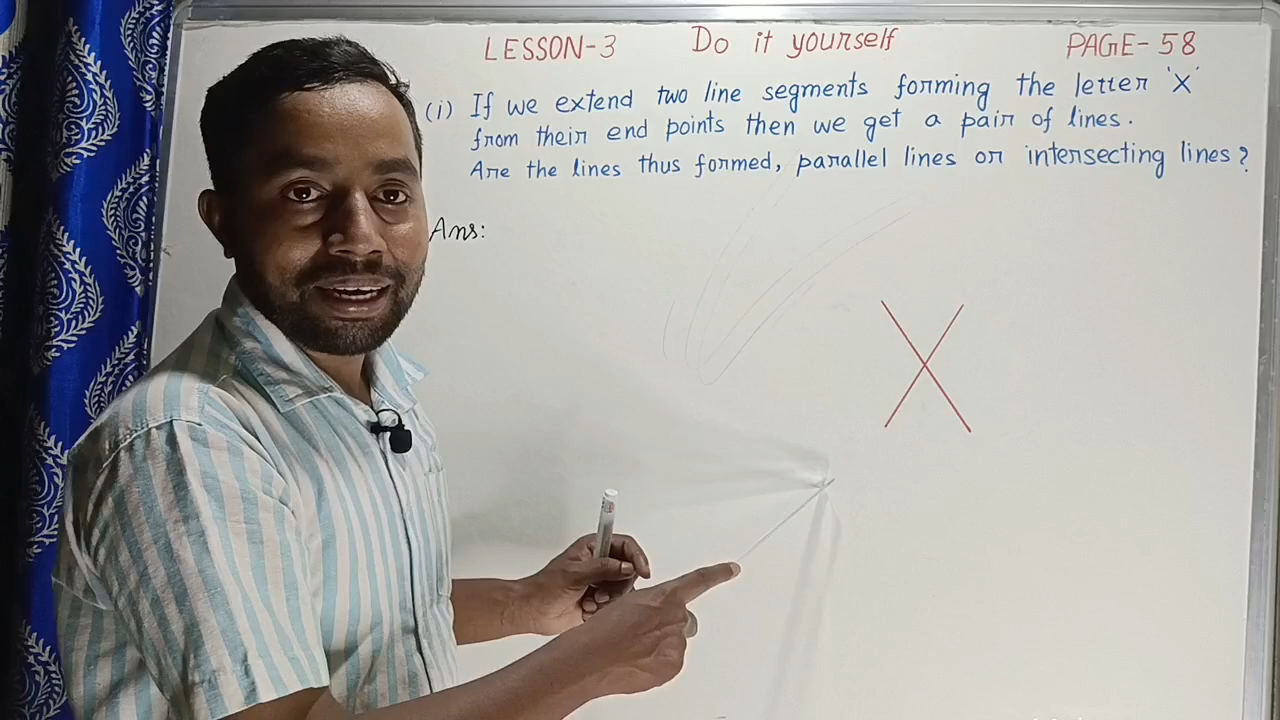 LESSON-3 Do it yourself PAGE-58
(i) If we extend two line segments forming the letter 'X'
from their end points then we get a pair of lines.
Are the lines thus formed, parallel lines or intersecting lines?
Ans: